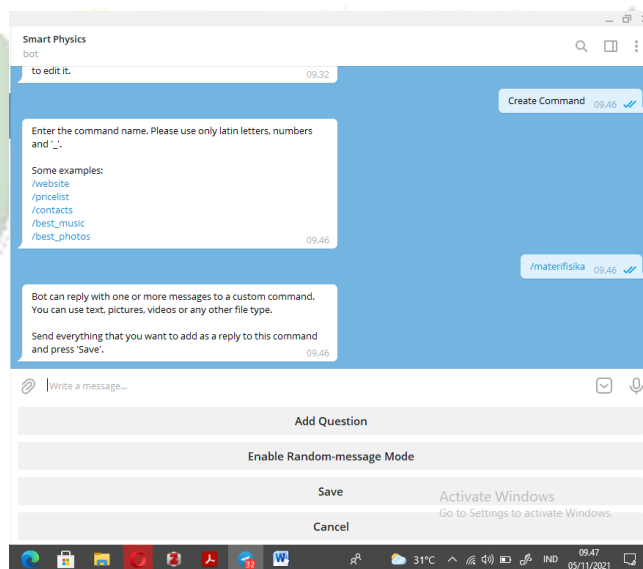 Smart Physics
bot
to edit it.
09.32
Create Command 09.46
Enter the command name. Please use only latin letters, numbers
and '_'.
Some examples:
/website
/pricelist
/contacts
/best_music
/best_photos
09.46
/materifisika 09.46
Bot can reply with one or more messages to a custom command.
You can use text, pictures, videos or any other file type.
Send everything that you want to add as a reply to this command
and press 'Save'.
09.46
Write a message...
Add Question
Enable Random-message Mode
Save
Cancel
Activate Windows
Go to Settings to activate Windows.
32
31°C
IND
09.47
05/11/2021